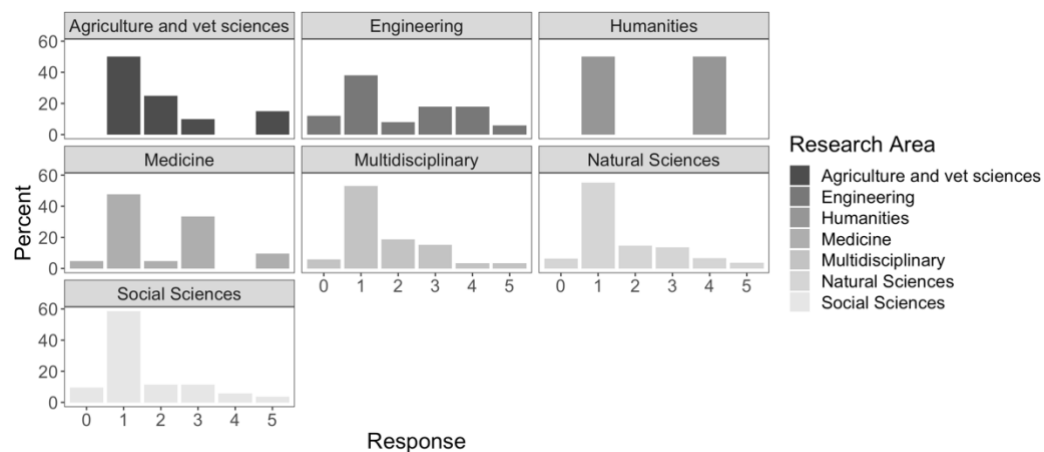 Agriculture and vet sciences
Engineering
Humanities
60
40
20
0
Medicine
Multidisciplinary
Natural Sciences
60
40
20
0
0 1 2 3 4 5
0 1 2 3 4 5
Social Sciences
60
40
20
0
0 1 2 3 4 5
Percent
Response
Research Area
Agriculture and vet sciences
Engineering
Humanities
Medicine
Multidisciplinary
Natural Sciences
Social Sciences